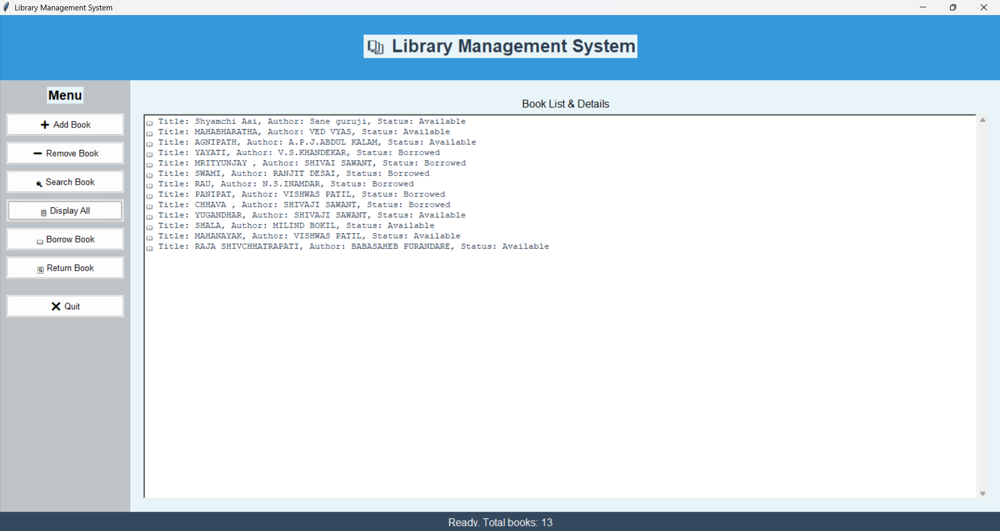 Library Management System
Library Management System
Menu
Add Book
Remove Book
Search Book
Display All
Borrow Book
Return Book
Quit
Book List & Details
Title: Shyamchi Aai, Author: Sane guruji, Status: Available
Title: MAHABHARATHA, Author: VED VYAS, Status: Available
Title: AGNIPATH, Author: A.P.J.ABDUL KALAM, Status: Available
Title: YAYATI, Author: V.S.KHANDEKAR, Status: Borrowed
Title: MRITYUNJAY , Author: SHIVAI SAWANT, Status: Borrowed
Title: SWAMI, Author: RANJIT DESAI, Status: Borrowed
Title: RAU, Author: N.S.INAMDAR, Status: Borrowed
Title: PANIPAT, Author: VISHWAS PATIL, Status: Borrowed
Title: CHHAVA , Author: SHIVAJI SAWANT, Status: Borrowed
Title: YUGANDHAR, Author: SHIVAJI SAWANT, Status: Available
Title: SHALA, Author: MILIND BOKIL, Status: Available
Title: MAHANAYAK, Author: VISHWAS PATIL, Status: Available
Title: RAJA SHIVCHHATRAPATI, Author: BABASAHEB PURANDARE, Status: Available
Ready. Total books: 13